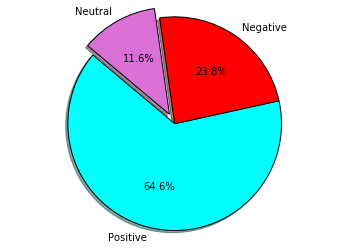 Neutral
Negative
11.6%
23.8%
64.6%
Positive